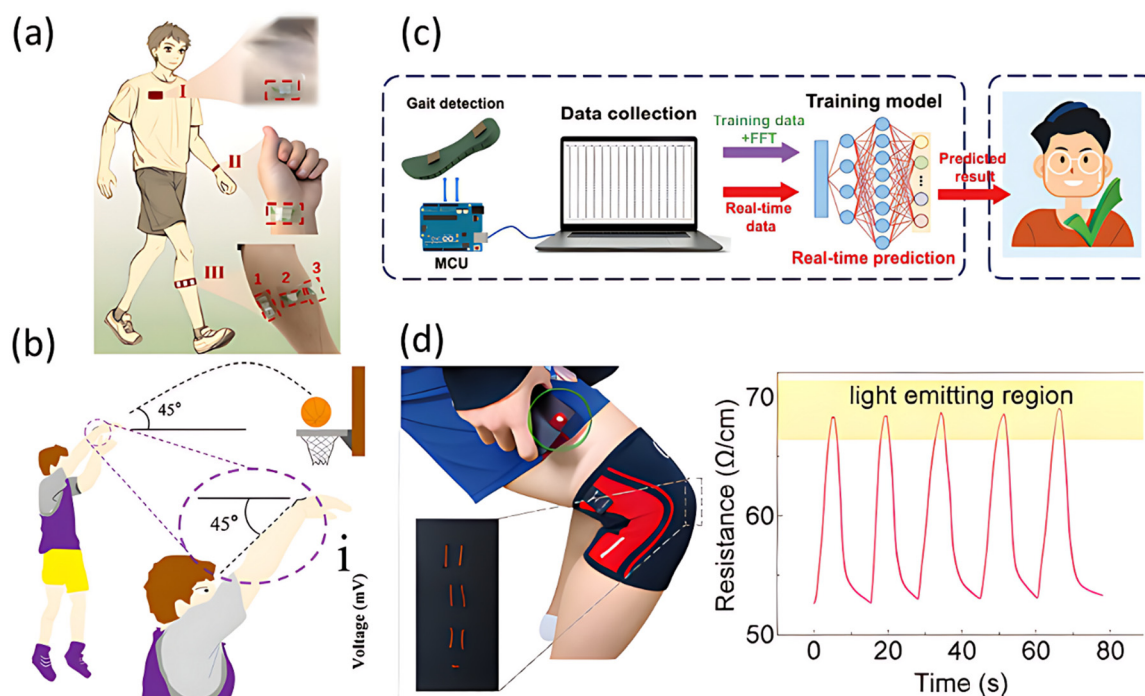 (a)
I
II
III
1
2
3
(b)
45°
45°
i
Voltage (mV)
(c)
Gait detection
MCU
Data collection
Training data
+FFT
Real-time
data
Training model
Real-time prediction
Predicted
result
(d)
70
60
50
Resistance (Ω/cm)
light emitting region
0
20
40
60
80
Time (s)